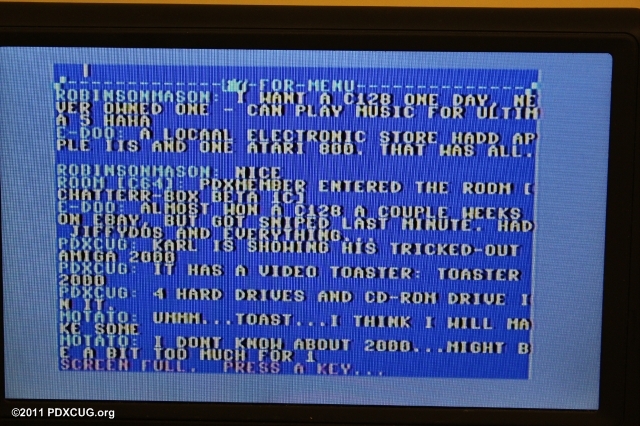 -FOR-MENU
ROBINSONMASON: I WANT A C128 ONE DAY, NE
VER OWNED ONE - CAN PLAY MUSIC FOR ULTIM
A 5 HAHA
E-DOO: A LOCAAL ELECTRONIC STORE HADD AP
PLE IIS AND ONE ATARI 800. THAT WAS ALL.
ROBINSONMASON: NICE
ROOM [C64]: PDXMEMBER ENTERED THE ROOM [
CHATTERR-BOX BETA 1C]
E-DOO: ALMOST WON A C128 A COUPLE WEEKS
ON EBAY, BUT GOT SNIPED LAST MINUTE. HAD
JIFFYDOS AND EVERYTHING..
PDXCUG: KARL IS SHOWING HIS TRICKED-OUT
AMIGA 2000
PDXCUG: IT HAS A VIDEO TOASTER: TOASTER
2000
PDXCUG: 4 HARD DRIVES AND CD-ROM DRIVE I
N IT.
MOTATO: UMMM...TOAST...I THINK I WILL MA
KE SOME
MOTATO: I DONT KNOW ABOUT 2000...MIGHT B
E A BIT TOO MUCH FOR 1
SCREEN FULL. PRESS A KEY...
©2011 PDXCUG.org